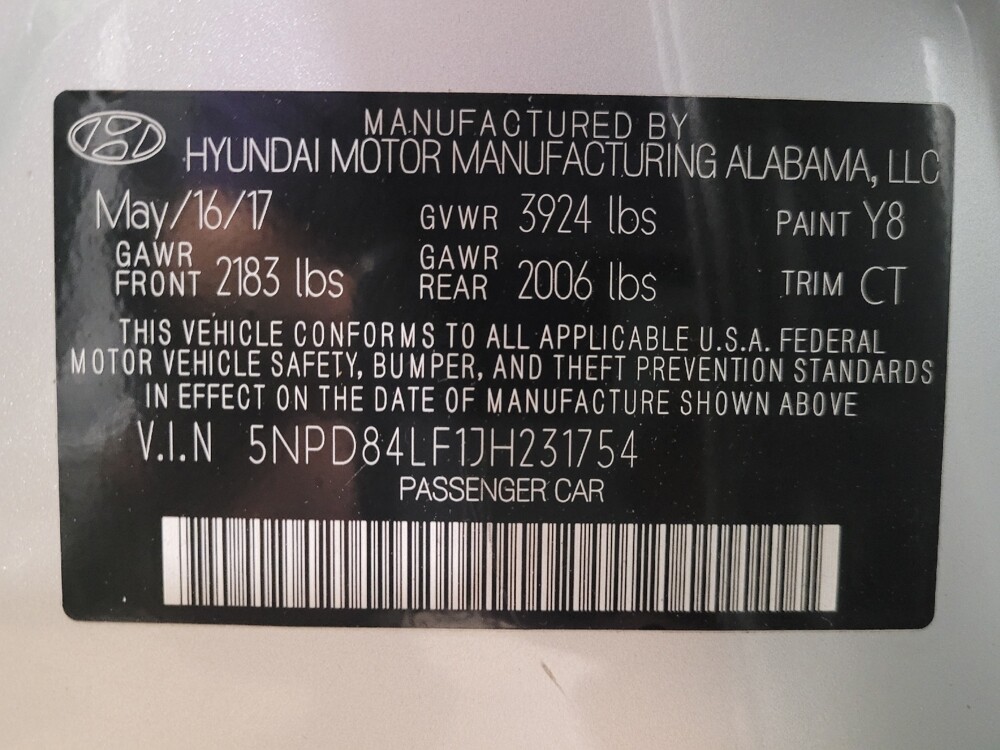 MANUFACTURED BY
HYUNDAI MOTOR MANUFACTURING ALABAMA, LLC
May/16/17 GVWR 3924 lbs PAINT Y8
GAWR FRONT 2183 lbs GAWR REAR 2006 lbs TRIM CT
THIS VEHICLE CONFORMS TO ALL APPLICABLE U.S.A. FEDERAL
MOTOR VEHICLE SAFETY, BUMPER, AND THEFT PREVENTION STANDARDS
IN EFFECT ON THE DATE OF MANUFACTURE SHOWN ABOVE
V.I.N 5NPD84LF1JH231754
PASSENGER CAR